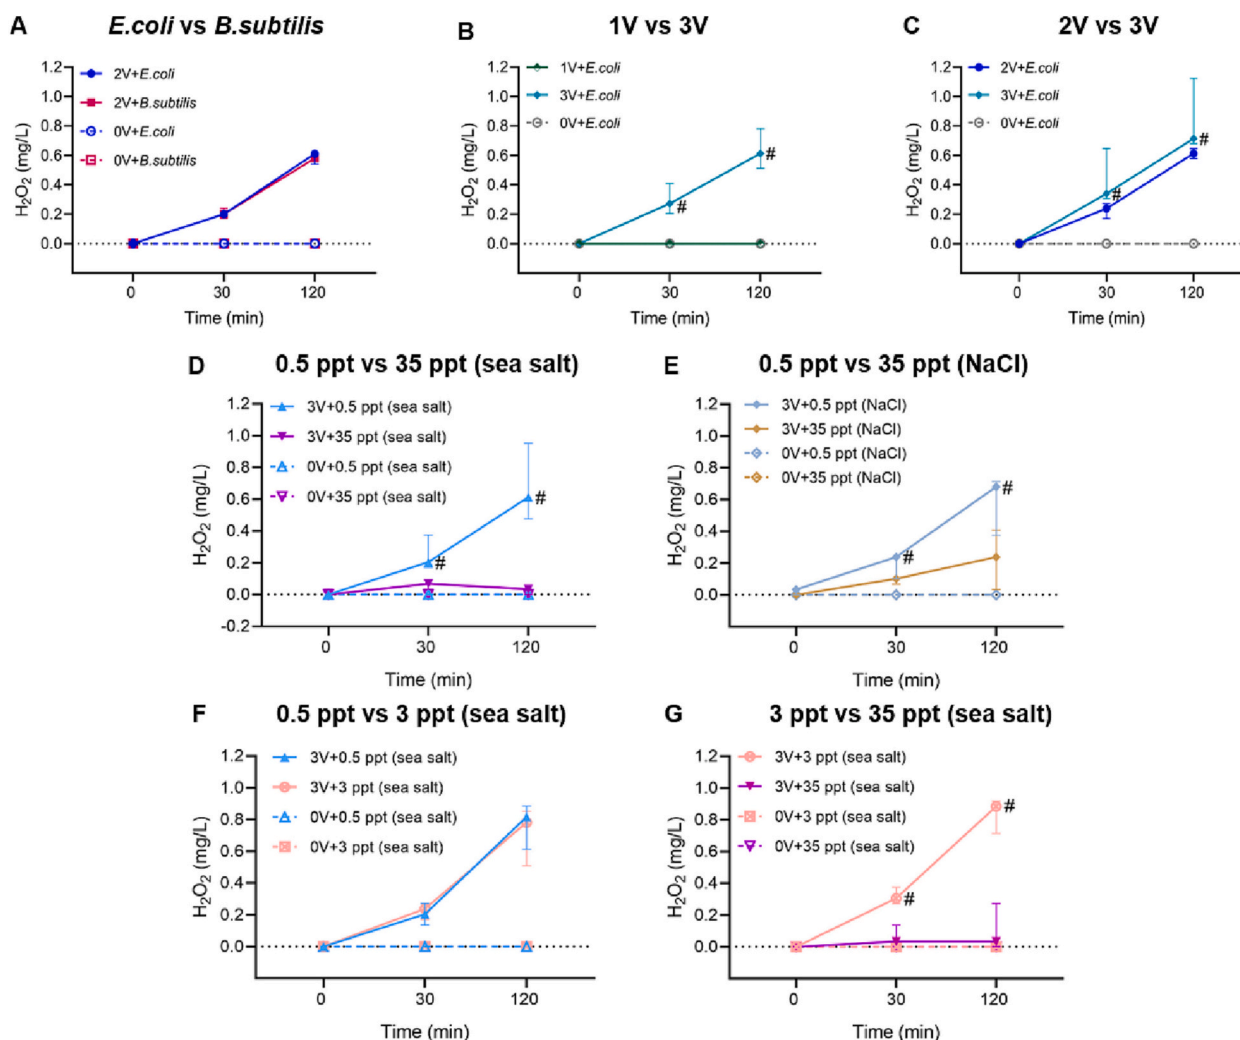 A
E.coli vs B.subtilis
H2O2 (mg/L)
1.2
1.0
0.8
0.6
0.4
0.2
0.0
2V+E.coli
2V+B.subtilis
0V+E.coli
0V+B.subtilis
0
30
120
Time (min)
B
1V vs 3V
H2O2 (mg/L)
1.2
1.0
0.8
0.6
0.4
0.2
0.0
1V+E.coli
3V+E.coli
0V+E.coli
#
#
0
30
120
Time (min)
C
2V vs 3V
H2O2 (mg/L)
1.2
1.0
0.8
0.6
0.4
0.2
0.0
2V+E.coli
3V+E.coli
0V+E.coli
#
#
0
30
120
Time (min)
D
0.5 ppt vs 35 ppt (sea salt)
H2O2 (mg/L)
1.2
1.0
0.8
0.6
0.4
0.2
0.0
-0.2
3V+0.5 ppt (sea salt)
3V+35 ppt (sea salt)
0V+0.5 ppt (sea salt)
0V+35 ppt (sea salt)
#
#
0
30
120
Time (min)
E
0.5 ppt vs 35 ppt (NaCl)
H2O2 (mg/L)
1.2
1.0
0.8
0.6
0.4
0.2
0.0
3V+0.5 ppt (NaCl)
3V+35 ppt (NaCl)
0V+0.5 ppt (NaCl)
0V+35 ppt (NaCl)
#
#
0
30
120
Time (min)
F
0.5 ppt vs 3 ppt (sea salt)
H2O2 (mg/L)
1.2
1.0
0.8
0.6
0.4
0.2
0.0
3V+0.5 ppt (sea salt)
3V+3 ppt (sea salt)
0V+0.5 ppt (sea salt)
0V+3 ppt (sea salt)
0
30
120
Time (min)
G
3 ppt vs 35 ppt (sea salt)
H2O2 (mg/L)
1.2
1.0
0.8
0.6
0.4
0.2
0.0
3V+3 ppt (sea salt)
3V+35 ppt (sea salt)
0V+3 ppt (sea salt)
0V+35 ppt (sea salt)
#
#
0
30
120
Time (min)